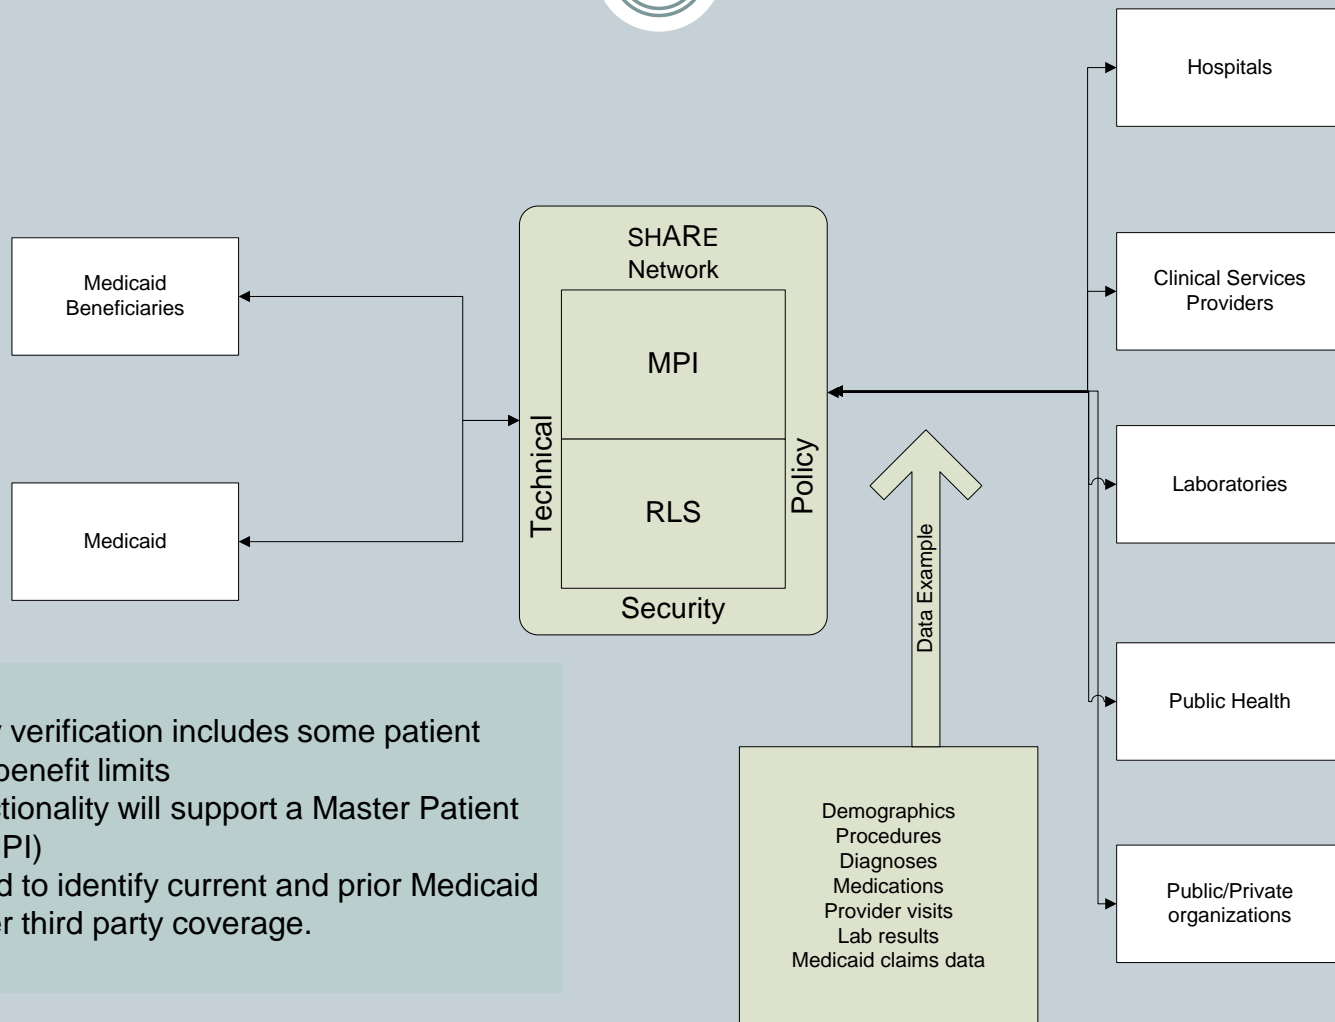 Hospitals
SHARE
Network
Medicaid
Beneficiaries
Clinical Services
Providers
MPI
Technical
Policy
RLS
Laboratories
Medicaid
Security
Data Example
verification includes some patient
benefit limits
will support a Master Patient
to identify current and prior Medicaid
third party coverage.
Public Health
Demographics
Procedures
Diagnoses
Medications
Provider visits
Lab results
Medicaid claims data
Public/Private
organizations